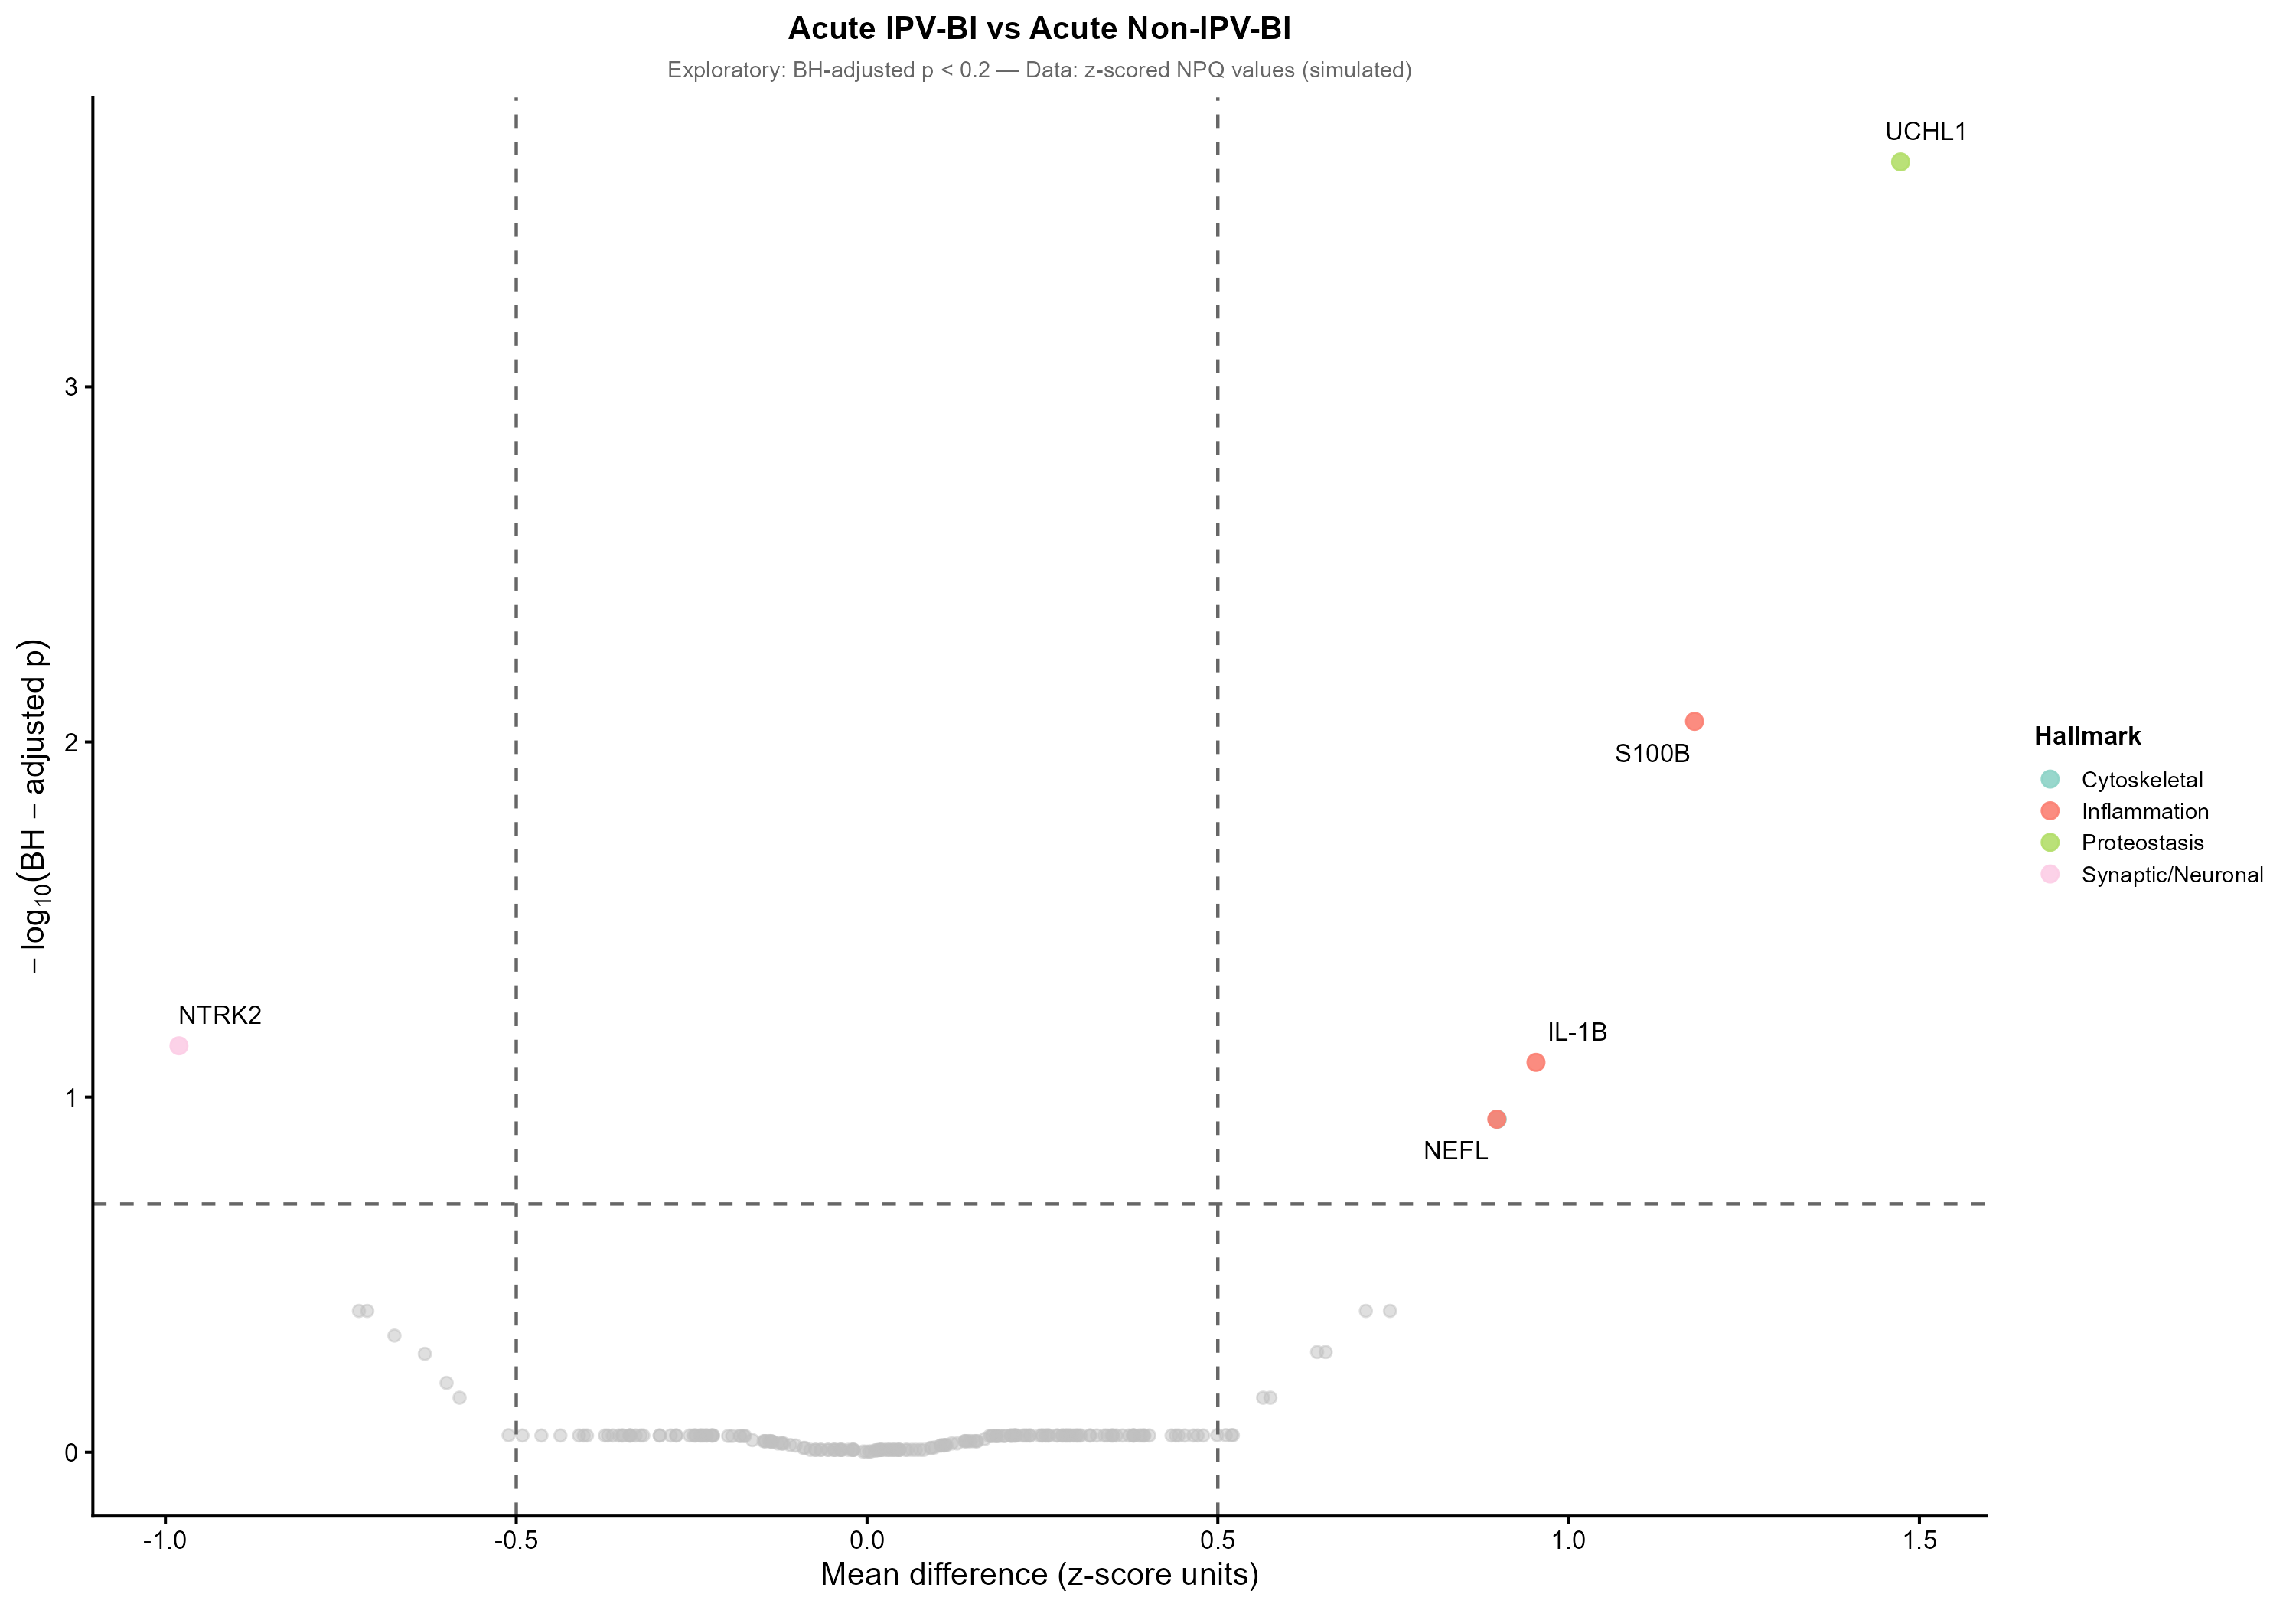 Acute IPV-BI vs Acute Non-IPV-BI
Exploratory: BH-adjusted p < 0.2 — Data: z-scored NPQ values (simulated)
UCHL1
S100B
NTRK2
IL-1B
NEFL
− log10(BH − adjusted p)
3
2
1
0
-1.0
-0.5
0.0
0.5
1.0
1.5
Mean difference (z-score units)
Hallmark
Cytoskeletal
Inflammation
Proteostasis
Synaptic/Neuronal